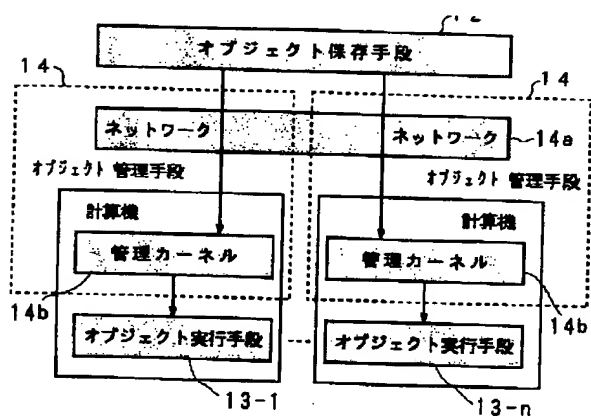 オブジェクト保存手段
14
14
ネットワーク
ネットワーク
14a
オブジェクト 管理手段
オブジェクト 管理手段
計算機
計算機
管理カーネル
管理カーネル
14b
14b
オブジェクト実行手段
オブジェクト実行手段
13-1
13-n